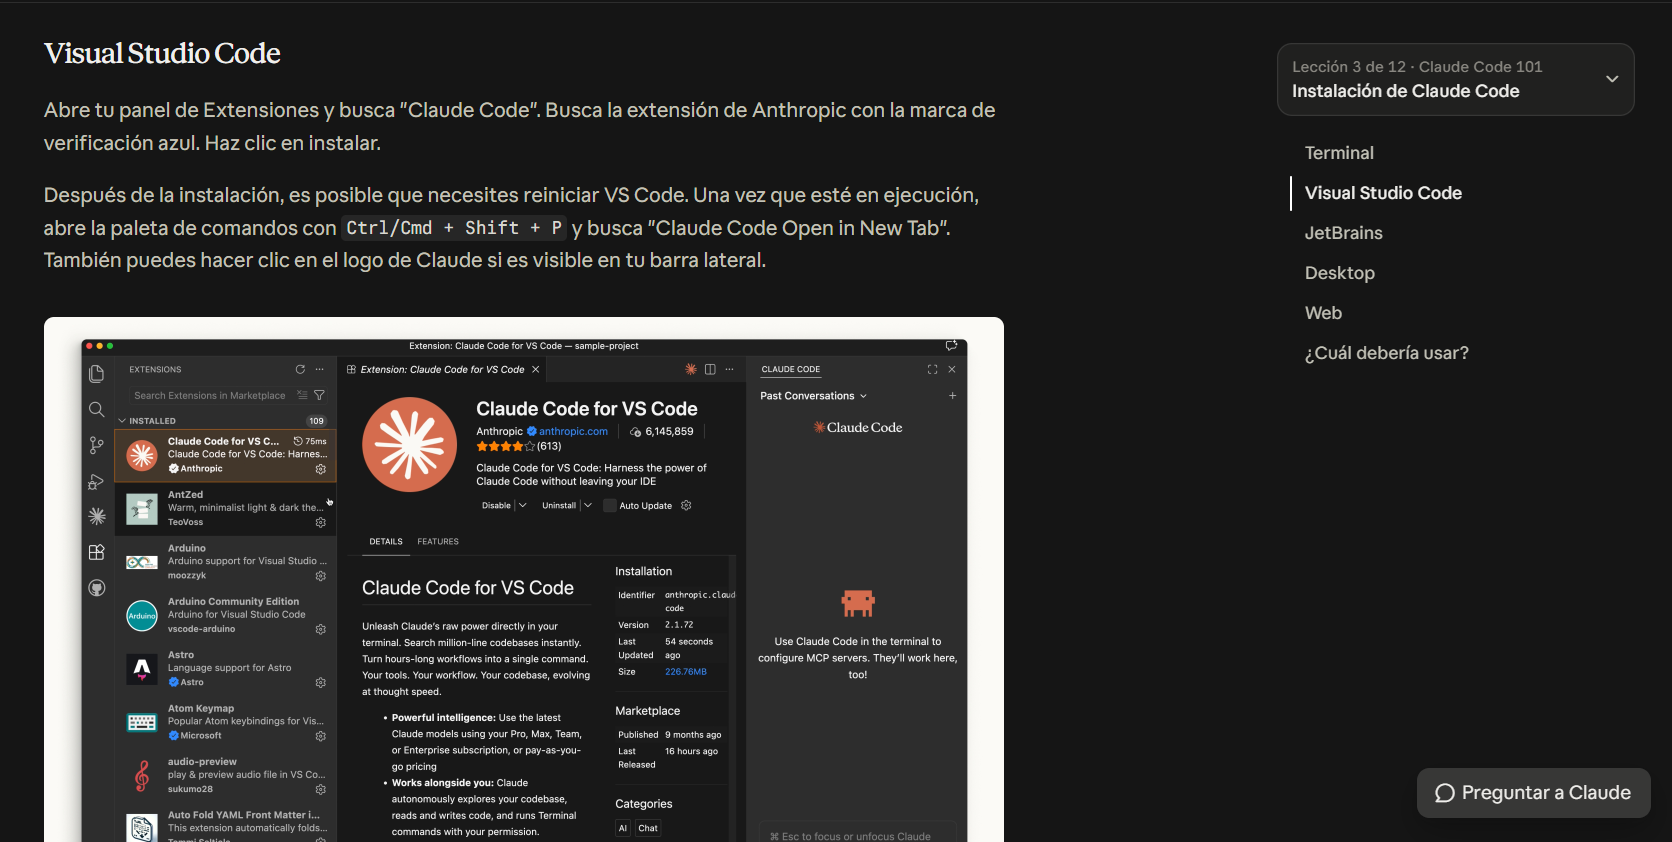 Visual Studio Code
Abre tu panel de Extensiones y busca "Claude Code". Busca la extensión de Anthropic con la marca de
verificación azul. Haz clic en instalar.
Después de la instalación, es posible que necesites reiniciar VS Code. Una vez que esté en ejecución,
abre la paleta de comandos con Ctrl/Cmd + Shift + P y busca "Claude Code Open in New Tab".
También puedes hacer clic en el logo de Claude si es visible en tu barra lateral.
Lección 3 de 12 · Claude Code 101
Instalación de Claude Code
Terminal
Visual Studio Code
JetBrains
Desktop
Web
¿Cuál debería usar?
Extension: Claude Code for VS Code — sample-project
EXTENSIONS
Search Extensions in Marketplace
INSTALLED 109
Claude Code for VS C... 75ms
Claude Code for VS Code: Harnes...
Anthropic
AntZed
Warm, minimalist light & dark the...
TeoVoss
Arduino
Arduino support for Visual Studio ...
moozzyk
Arduino Community Edition
Arduino for Visual Studio Code
vscode-arduino
Arduino
Astro
Language support for Astro
Astro
Atom Keymap
Popular Atom keybindings for Vis...
Microsoft
audio-preview
play & preview audio file in VS Co...
sukumo28
Auto Fold YAML Front Matter i...
This extension automatically folds...
Extension: Claude Code for VS Code
Claude Code for VS Code
Anthropic anthropic.com 6,145,859
(613)
Claude Code for VS Code: Harness the power of
Claude Code without leaving your IDE
Disable Uninstall Auto Update
DETAILS FEATURES
Claude Code for VS Code
Unleash Claude's raw power directly in your
terminal. Search million-line codebases instantly.
Turn hours-long workflows into a single command.
Your tools. Your workflow. Your codebase, evolving
at thought speed.
• Powerful intelligence: Use the latest
Claude models using your Pro, Max, Team,
or Enterprise subscription, or pay-as-you-
go pricing
• Works alongside you: Claude
autonomously explores your codebase,
reads and writes code, and runs Terminal
commands with your permission.
Installation
Identifier anthropic.claud
code
Version 2.1.72
Last Updated 54 seconds ago
Size 226.76MB
Marketplace
Published 9 months ago
Last Released 16 hours ago
Categories
AI Chat
CLAUDE CODE
Past Conversations
Claude Code
Use Claude Code in the terminal to
configure MCP servers. They'll work here,
too!
⌘ Esc to focus or unfocus Claude
Preguntar a Claude